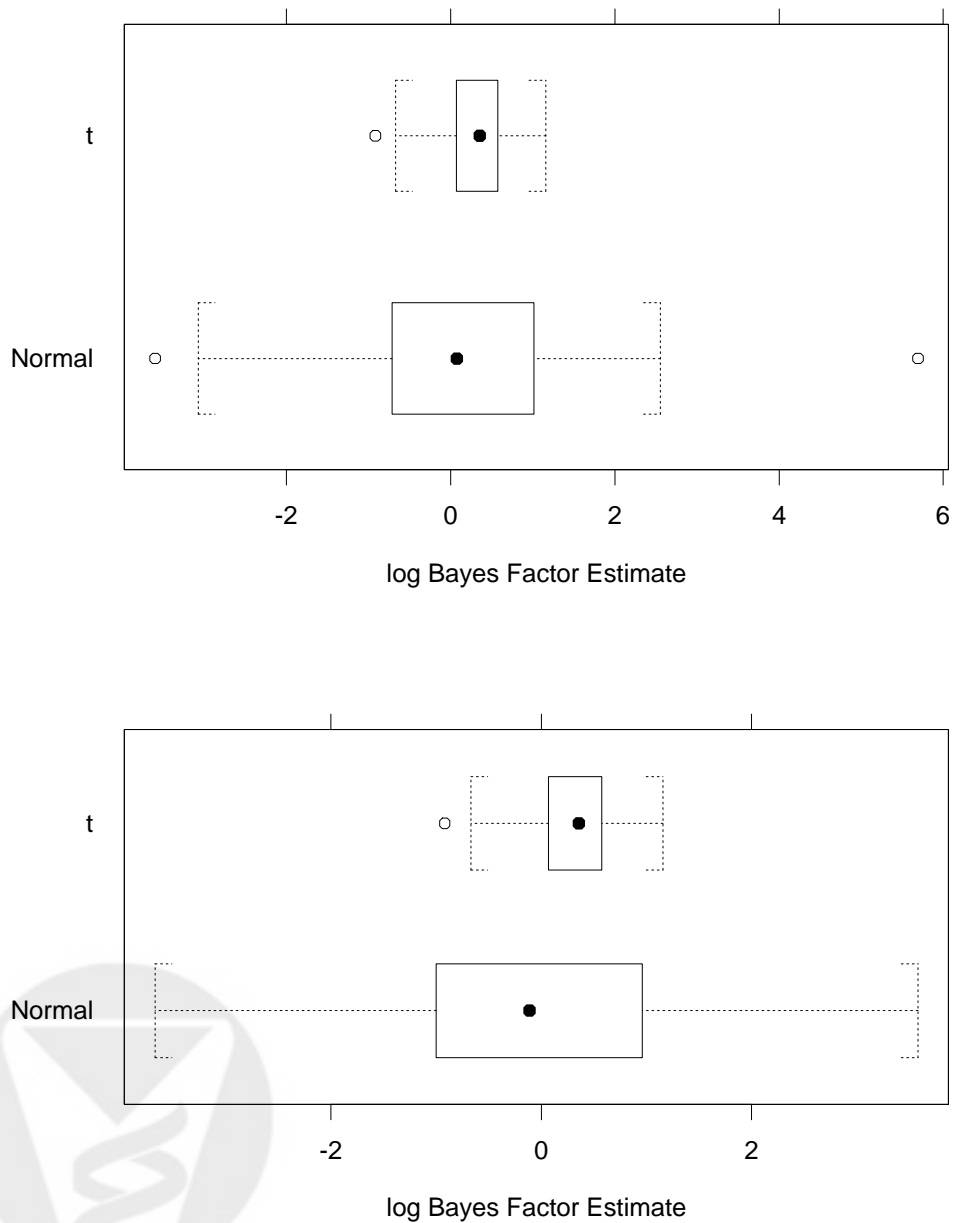 t
Normal
-2 0 2 4 6
log Bayes Factor Estimate
t
Normal
-2 0 2
log Bayes Factor Estimate